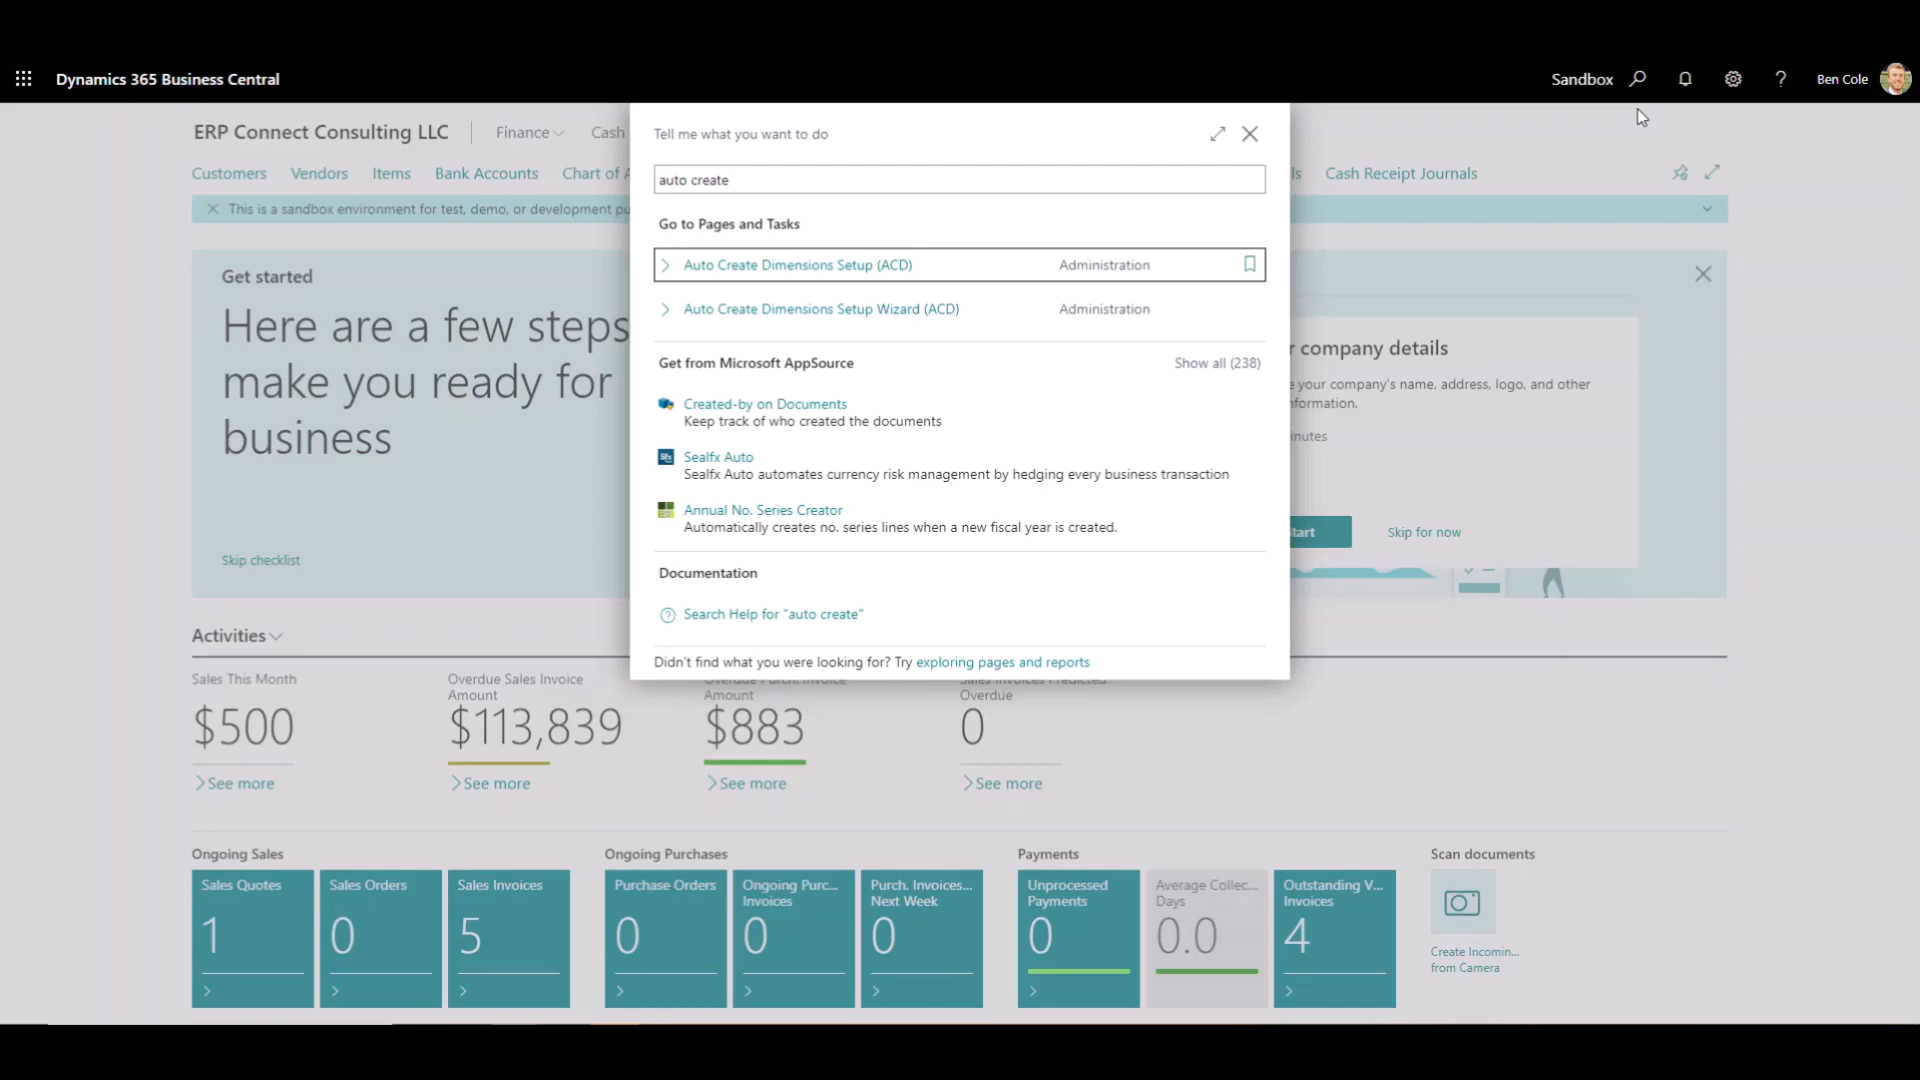 Dynamics 365 Business Central
Sandbox
Ben Cole
ERP Connect Consulting LLC
Finance
Cash
Customers
Vendors
Items
Bank Accounts
Chart of
Cash Receipt Journals
This is a sandbox environment for test, demo, or development
Tell me what you want to do
auto create
Go to Pages and Tasks
Auto Create Dimensions Setup (ACD)
Administration
Auto Create Dimensions Setup Wizard (ACD)
Administration
Get from Microsoft AppSource
Show all (238)
Created-by on Documents
Keep track of who created the documents
Sealfx Auto
Sealfx Auto automates currency risk management by hedging every business transaction
Annual No. Series Creator
Automatically creates no. series lines when a new fiscal year is created.
Documentation
Search Help for "auto create"
Didn't find what you were looking for? Try exploring pages and reports
Get started
Here are a few steps
make you ready for
business
Skip checklist
company details
your company's name, address, logo, and other
Skip for now
Activities
Sales This Month
$500
See more
Overdue Sales Invoice
Amount
$113,839
See more
Amount
$883
See more
Overdue
0
See more
Ongoing Sales
Sales Quotes
1
Sales Orders
0
Sales Invoices
5
Ongoing Purchases
Purchase Orders
0
Ongoing Purc...
Invoices
0
Purch. Invoices...
Next Week
0
Payments
Unprocessed
Payments
0
Average Collec...
Days
0.0
Outstanding V...
Invoices
4
Scan documents
Create Incomin...
from Camera